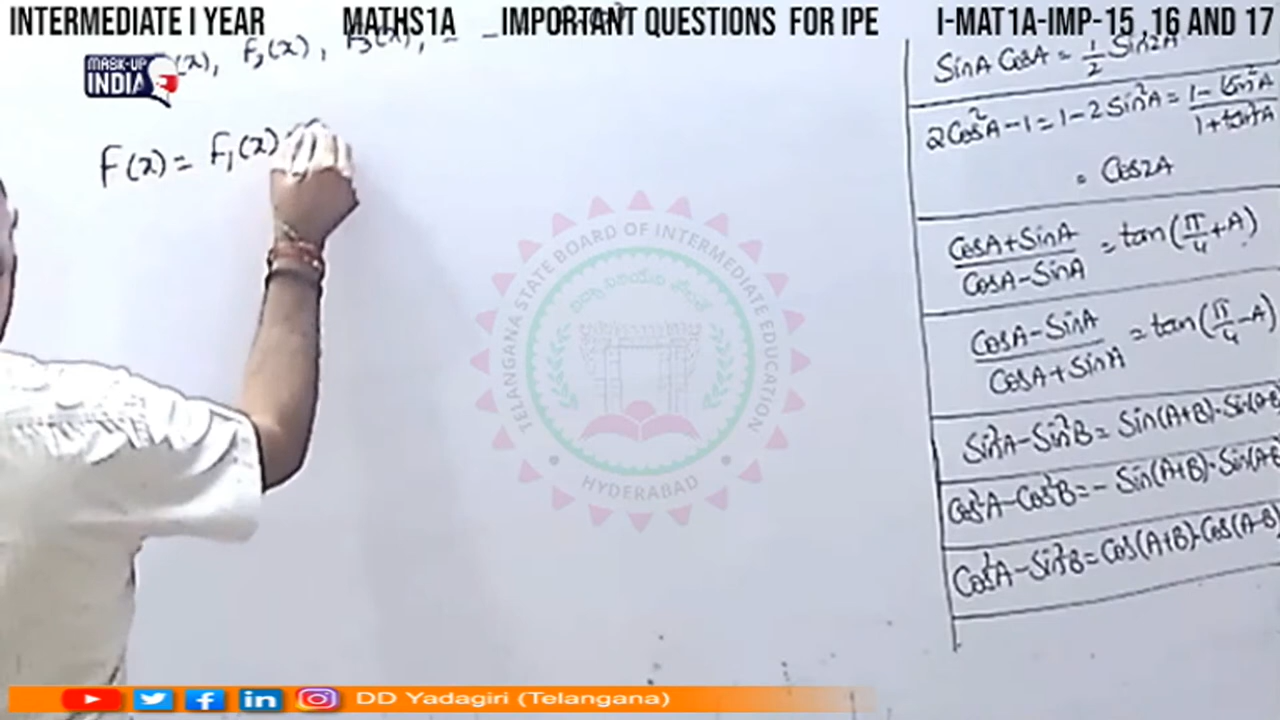 INTERMEDIATE I YEAR MATHS1A IMPORTANT QUESTIONS FOR IPE I-MAT1A-IMP-15 ,16 AND 17
MASK-UP
INDIA
(x), f₂(x), f₃(x), - -
F(x) = f₁(x)
SinA CosA = 1/2 Sin2A
2Cos²A-1 = 1-2Sin²A = (1-tan²A)/(1+tan²A)
= Cos2A
(CosA+SinA)/(CosA-SinA) = tan(π/4+A)
(CosA-SinA)/(CosA+SinA) = tan(π/4-A)
Sin²A-Sin²B = Sin(A+B)·Sin(A-B
Cos²A-Cos²B = - Sin(A+B)·Sin(A-B
Cos²A-Sin²B = Cos(A+B)·Cos(A-B)
TELANGANA STATE BOARD OF INTERMEDIATE EDUCATION
HYDERABAD
DD Yadagiri (Telangana)